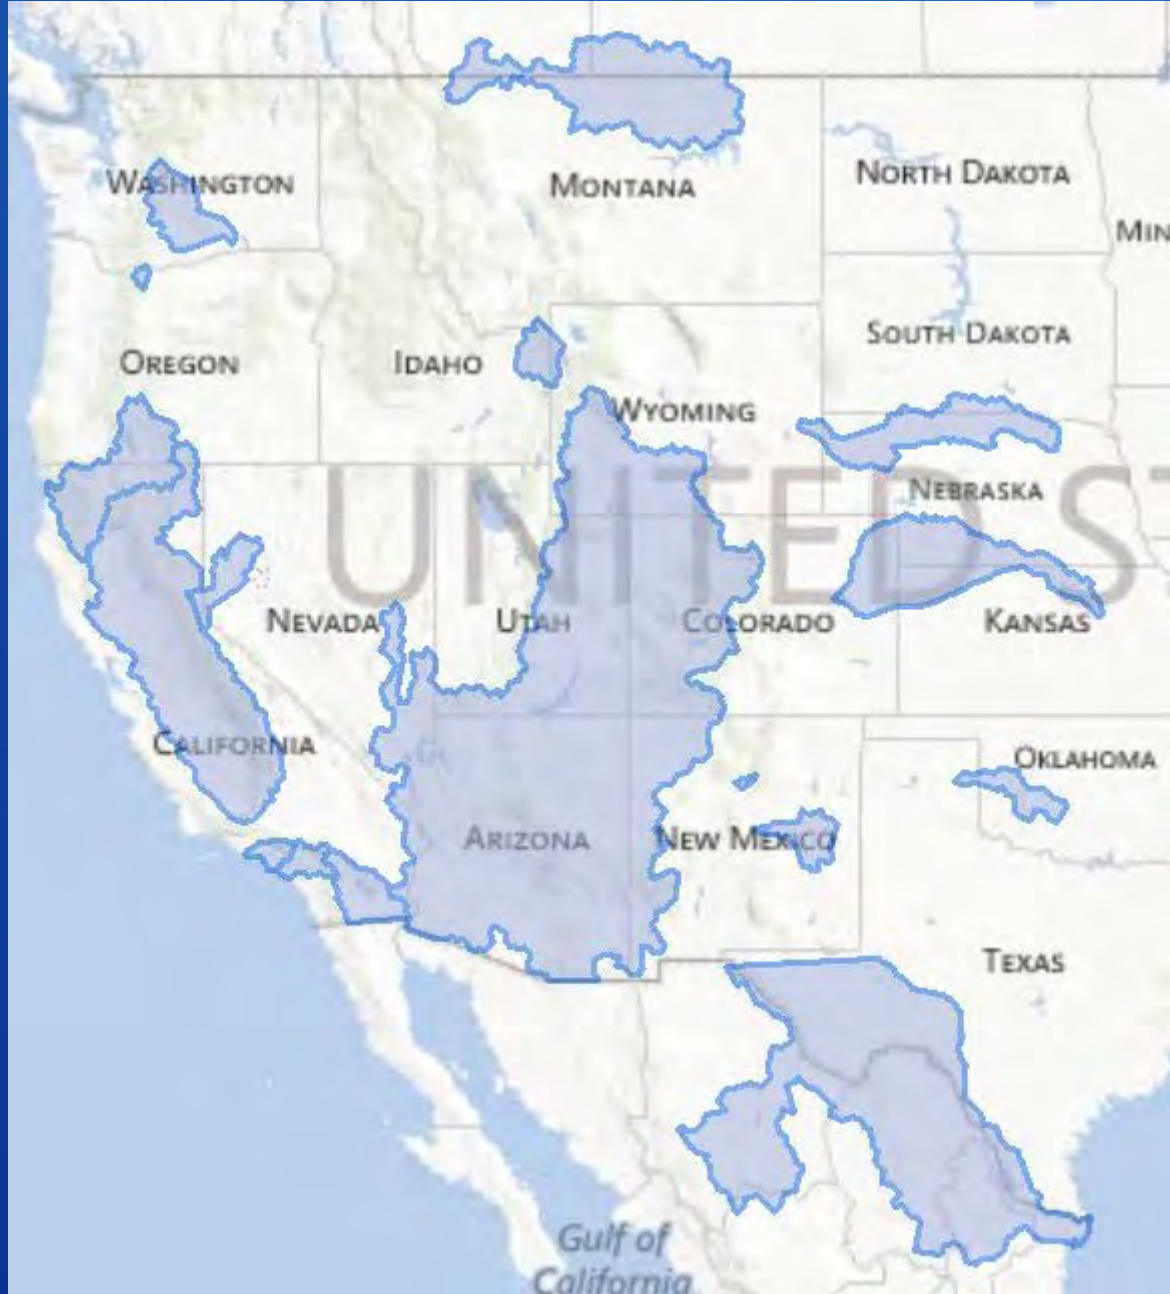 WASHINGTON
MONTANA
NORTH DAKOTA
MIN
OREGON
IDAHO
SOUTH DAKOTA
WYOMING
UNITED ST
NEBRASKA
NEVADA
UTAH
COLORADO
KANSAS
CALIFORNIA
OKLAHOMA
ARIZONA
NEW MEXICO
TEXAS
Gulf of
California